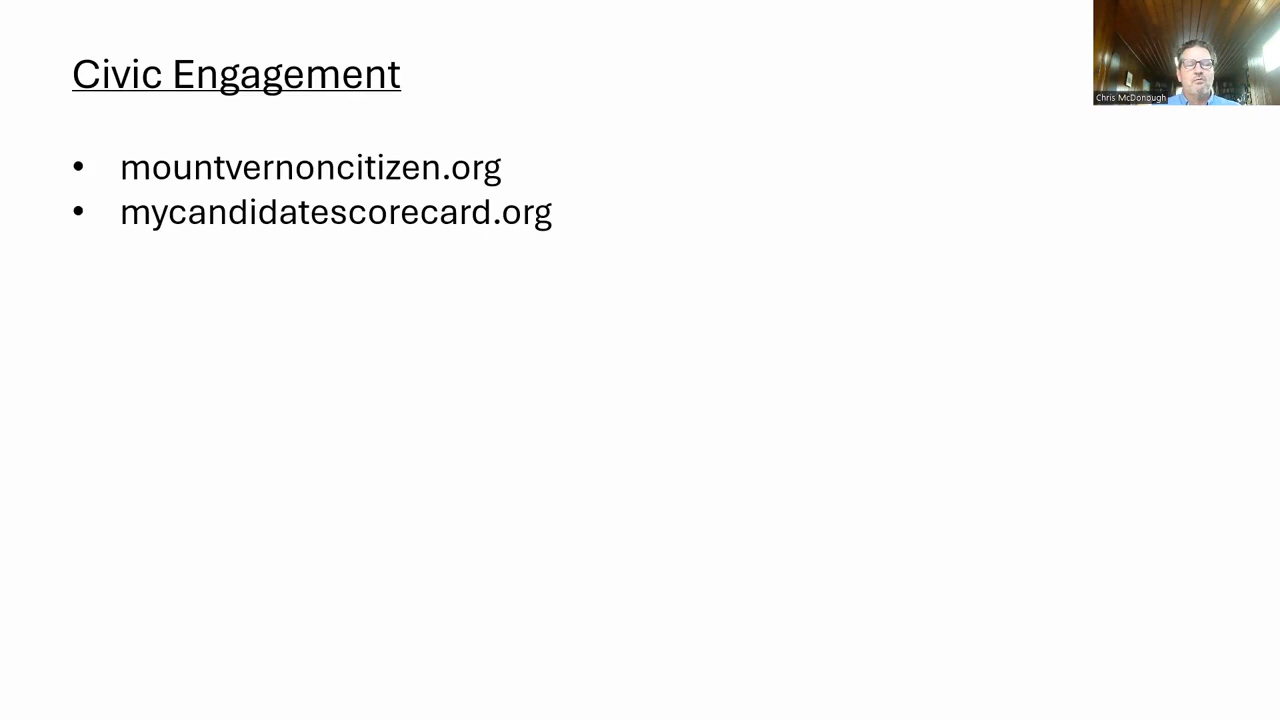 Civic Engagement
• mountvernoncitizen.org
• mycandidatescorecard.org
Chris McDonough